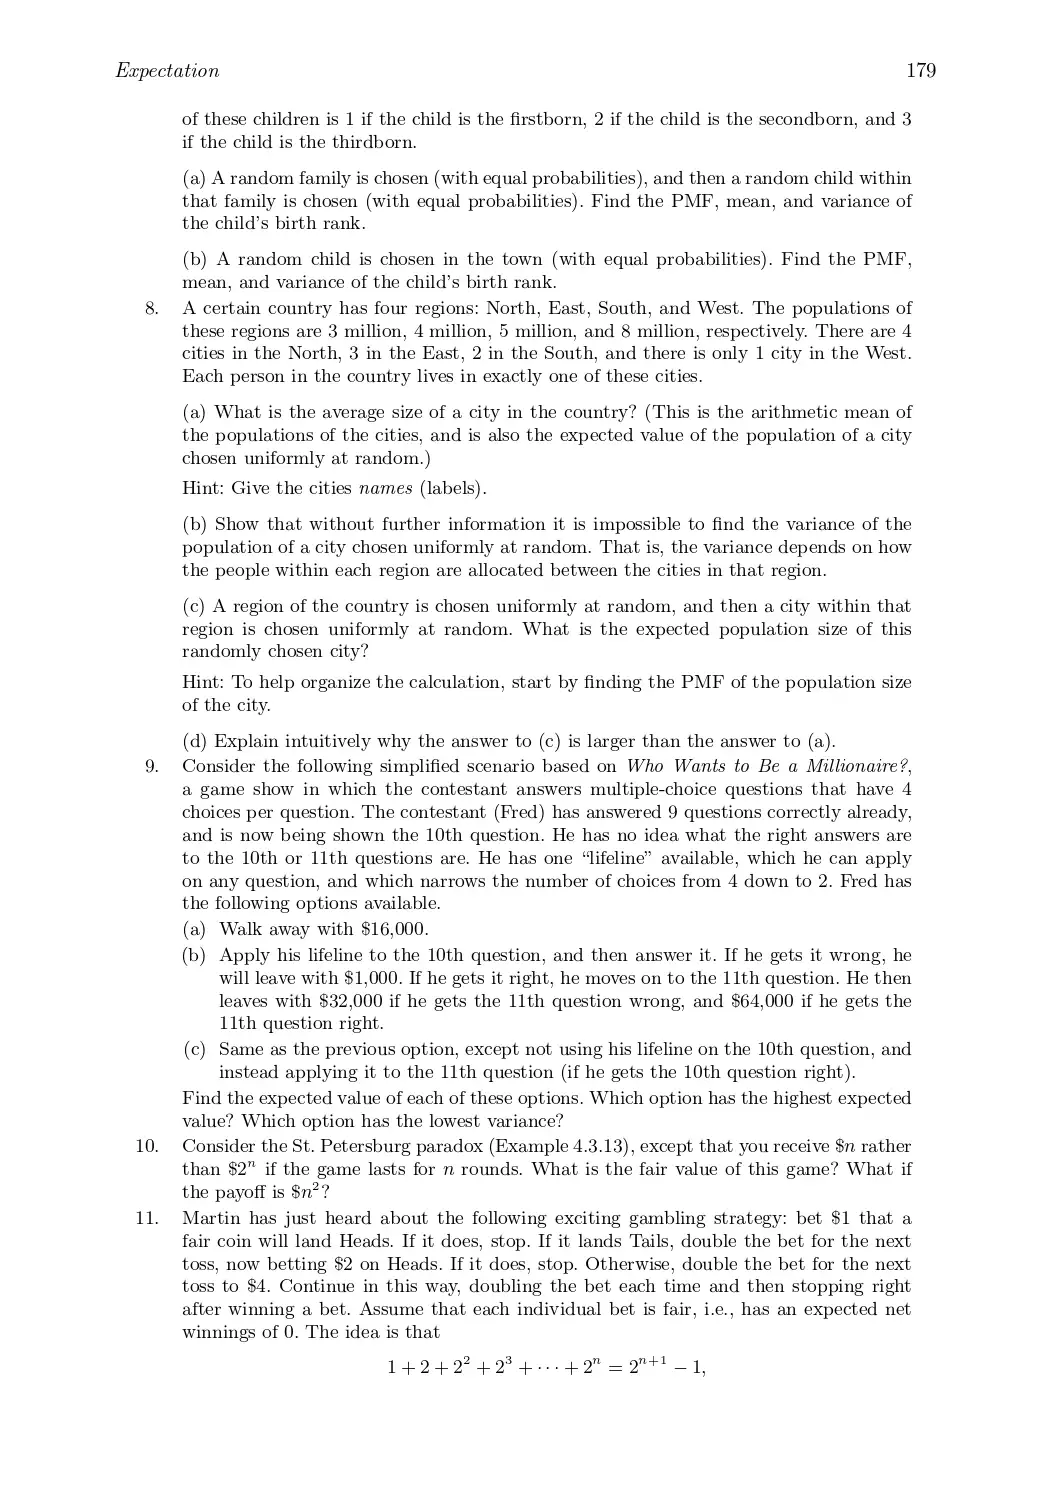 Expectation 179
of these children is 1 if the child is the firstborn, 2 if the child is the secondborn, and 3
if the child is the thirdborn.
(a) A random family is chosen (with equal probabilities), and then a random child within
that family is chosen (with equal probabilities). Find the PMF, mean, and variance of
the child's birth rank.
(b) A random child is chosen in the town (with equal probabilities). Find the PMF,
mean, and variance of the child's birth rank.
8. A certain country has four regions: North, East, South, and West. The populations of
these regions are 3 million, 4 million, 5 million, and 8 million, respectively. There are 4
cities in the North, 3 in the East, 2 in the South, and there is only 1 city in the West.
Each person in the country lives in exactly one of these cities.
(a) What is the average size of a city in the country? (This is the arithmetic mean of
the populations of the cities, and is also the expected value of the population of a city
chosen uniformly at random.)
Hint: Give the cities names (labels).
(b) Show that without further information it is impossible to find the variance of the
population of a city chosen uniformly at random. That is, the variance depends on how
the people within each region are allocated between the cities in that region.
(c) A region of the country is chosen uniformly at random, and then a city within that
region is chosen uniformly at random. What is the expected population size of this
randomly chosen city?
Hint: To help organize the calculation, start by finding the PMF of the population size
of the city.
(d) Explain intuitively why the answer to (c) is larger than the answer to (a).
9. Consider the following simplified scenario based on Who Wants to Be a Millionaire?,
a game show in which the contestant answers multiple-choice questions that have 4
choices per question. The contestant (Fred) has answered 9 questions correctly already,
and is now being shown the 10th question. He has no idea what the right answers are
to the 10th or 11th questions are. He has one “lifeline” available, which he can apply
on any question, and which narrows the number of choices from 4 down to 2. Fred has
the following options available.
(a) Walk away with $16,000.
(b) Apply his lifeline to the 10th question, and then answer it. If he gets it wrong, he
will leave with $1,000. If he gets it right, he moves on to the 11th question. He then
leaves with $32,000 if he gets the 11th question wrong, and $64,000 if he gets the
11th question right.
(c) Same as the previous option, except not using his lifeline on the 10th question, and
instead applying it to the 11th question (if he gets the 10th question right).
Find the expected value of each of these options. Which option has the highest expected
value? Which option has the lowest variance?
10. Consider the St. Petersburg paradox (Example 4.3.13), except that you receive $n rather
than $2ⁿ if the game lasts for n rounds. What is the fair value of this game? What if
the payoff is $n²?
11. Martin has just heard about the following exciting gambling strategy: bet $1 that a
fair coin will land Heads. If it does, stop. If it lands Tails, double the bet for the next
toss, now betting $2 on Heads. If it does, stop. Otherwise, double the bet for the next
toss to $4. Continue in this way, doubling the bet each time and then stopping right
after winning a bet. Assume that each individual bet is fair, i.e., has an expected net
winnings of 0. The idea is that
1 + 2 + 2² + 2³ + · · · + 2ⁿ = 2ⁿ⁺¹ − 1,